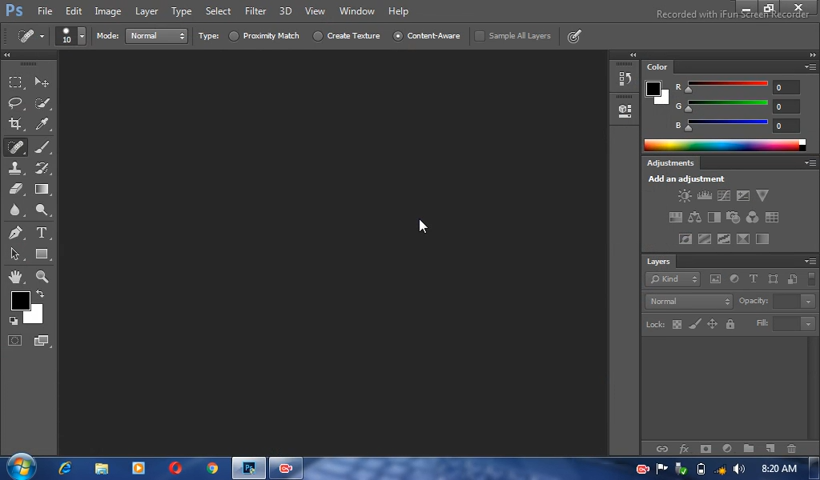 Ps File Edit Image Layer Type Select Filter 3D View Window Help
Recorded with iFun Screen Recorder
10 Mode: Normal Type: Proximity Match Create Texture Content-Aware Sample All Layers
Color
R 0
G 0
B 0
Adjustments
Add an adjustment
Layers
Kind
Normal Opacity:
Lock: Fill:
T
Ps 8:20 AM